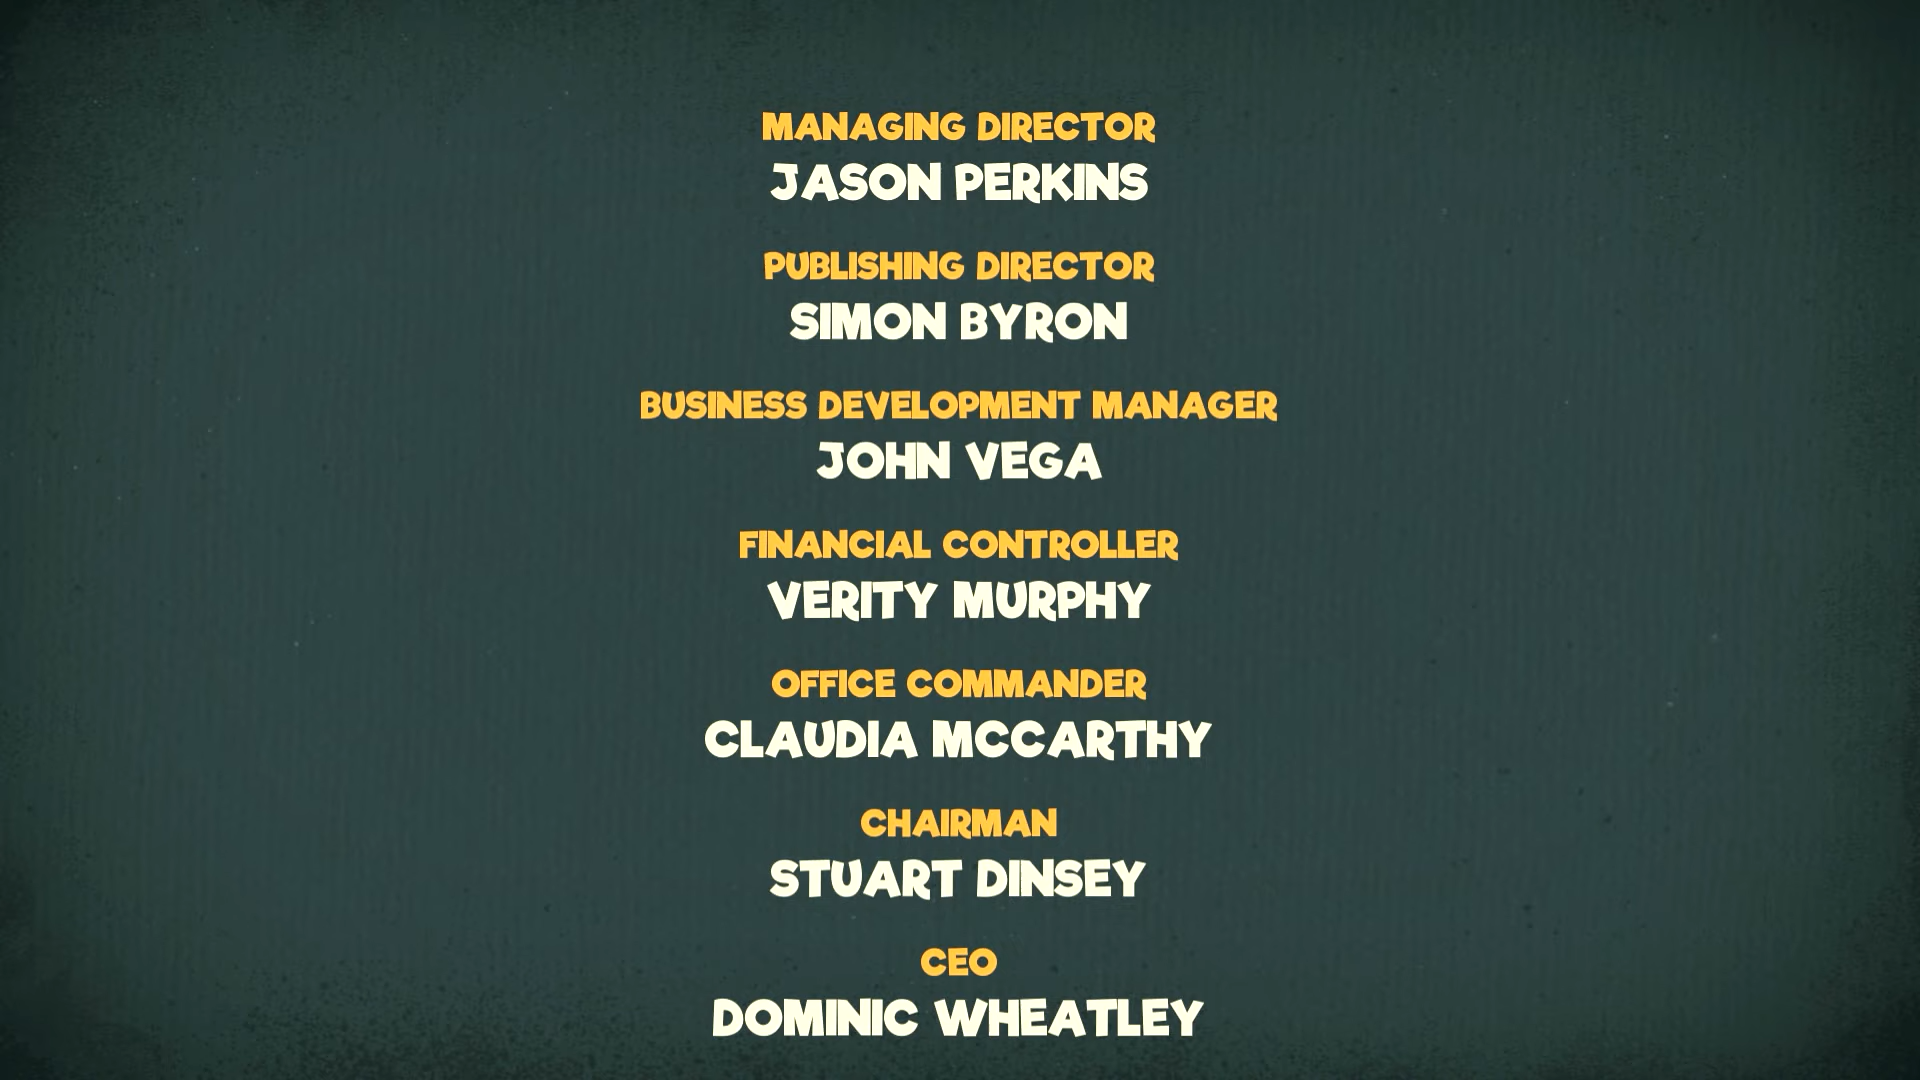 MANAGING DIRECTOR
JASON PERKINS
PUBLISHING DIRECTOR
SIMON BYRON
BUSINESS DEVELOPMENT MANAGER
JOHN VEGA
FINANCIAL CONTROLLER
VERITY MURPHY
OFFICE COMMANDER
CLAUDIA MCCARTHY
CHAIRMAN
STUART DINSEY
CEO
DOMINIC WHEATLEY